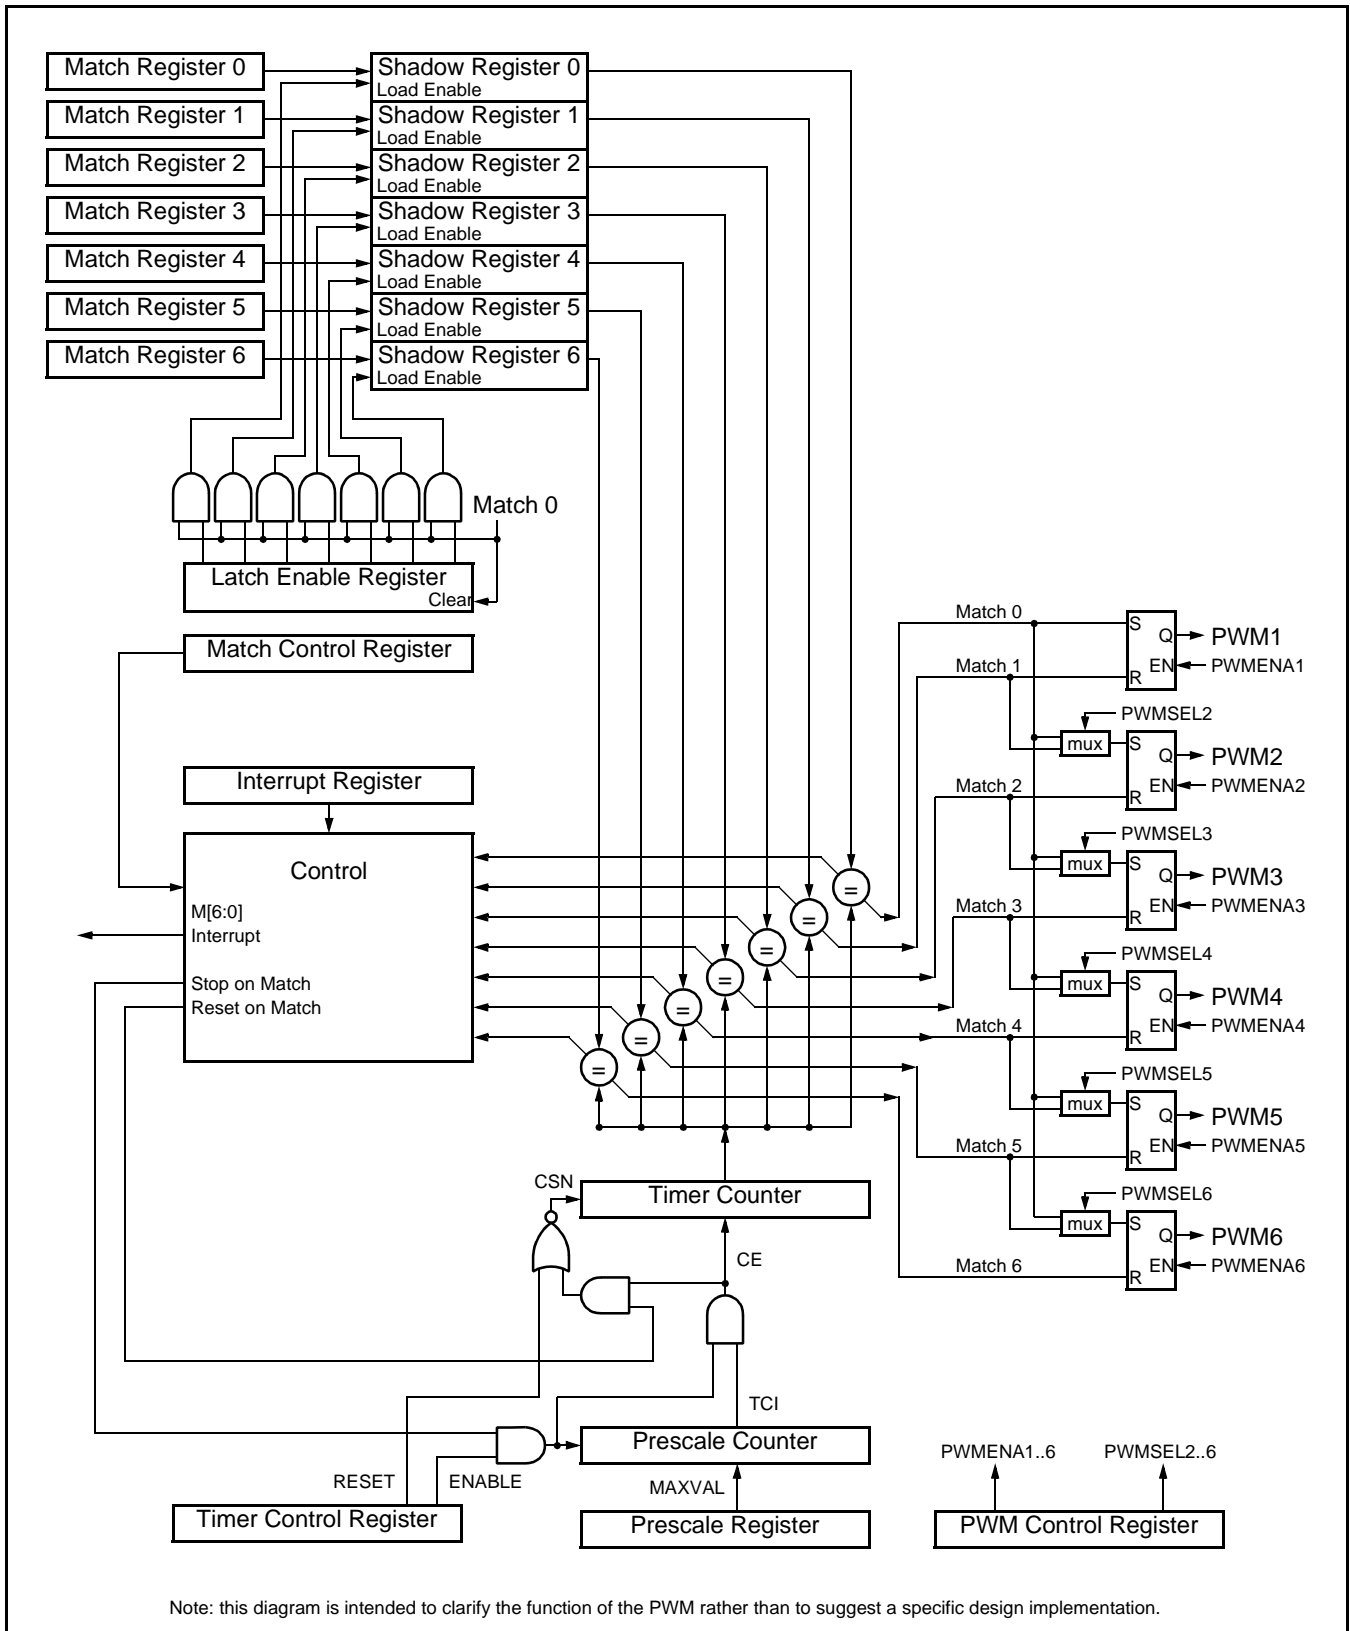 Match Register 0
Shadow Register 0
Load Enable
Match Register 1
Shadow Register 1
Load Enable
Match Register 2
Shadow Register 2
Load Enable
Match Register 3
Shadow Register 3
Load Enable
Match Register 4
Shadow Register 4
Load Enable
Match Register 5
Shadow Register 5
Load Enable
Match Register 6
Shadow Register 6
Load Enable
Match 0
Latch Enable Register
Clear
Match Control Register
Interrupt Register
Control
M[6:0]
Interrupt
Stop on Match
Reset on Match
=
=
=
=
=
=
=
Match 0
S
Q
PWM1
Match 1
EN
PWMENA1
R
PWMSEL2
mux
S
Q
PWM2
Match 2
EN
PWMENA2
R
PWMSEL3
mux
S
Q
PWM3
Match 3
EN
PWMENA3
R
PWMSEL4
mux
S
Q
PWM4
Match 4
EN
PWMENA4
R
PWMSEL5
mux
S
Q
PWM5
Match 5
EN
PWMENA5
R
PWMSEL6
mux
S
Q
PWM6
Match 6
EN
PWMENA6
R
CSN
Timer Counter
CE
TCI
Prescale Counter
RESET
ENABLE
MAXVAL
Timer Control Register
Prescale Register
PWMENA1..6
PWMSEL2..6
PWM Control Register
Note: this diagram is intended to clarify the function of the PWM rather than to suggest a specific design implementation.